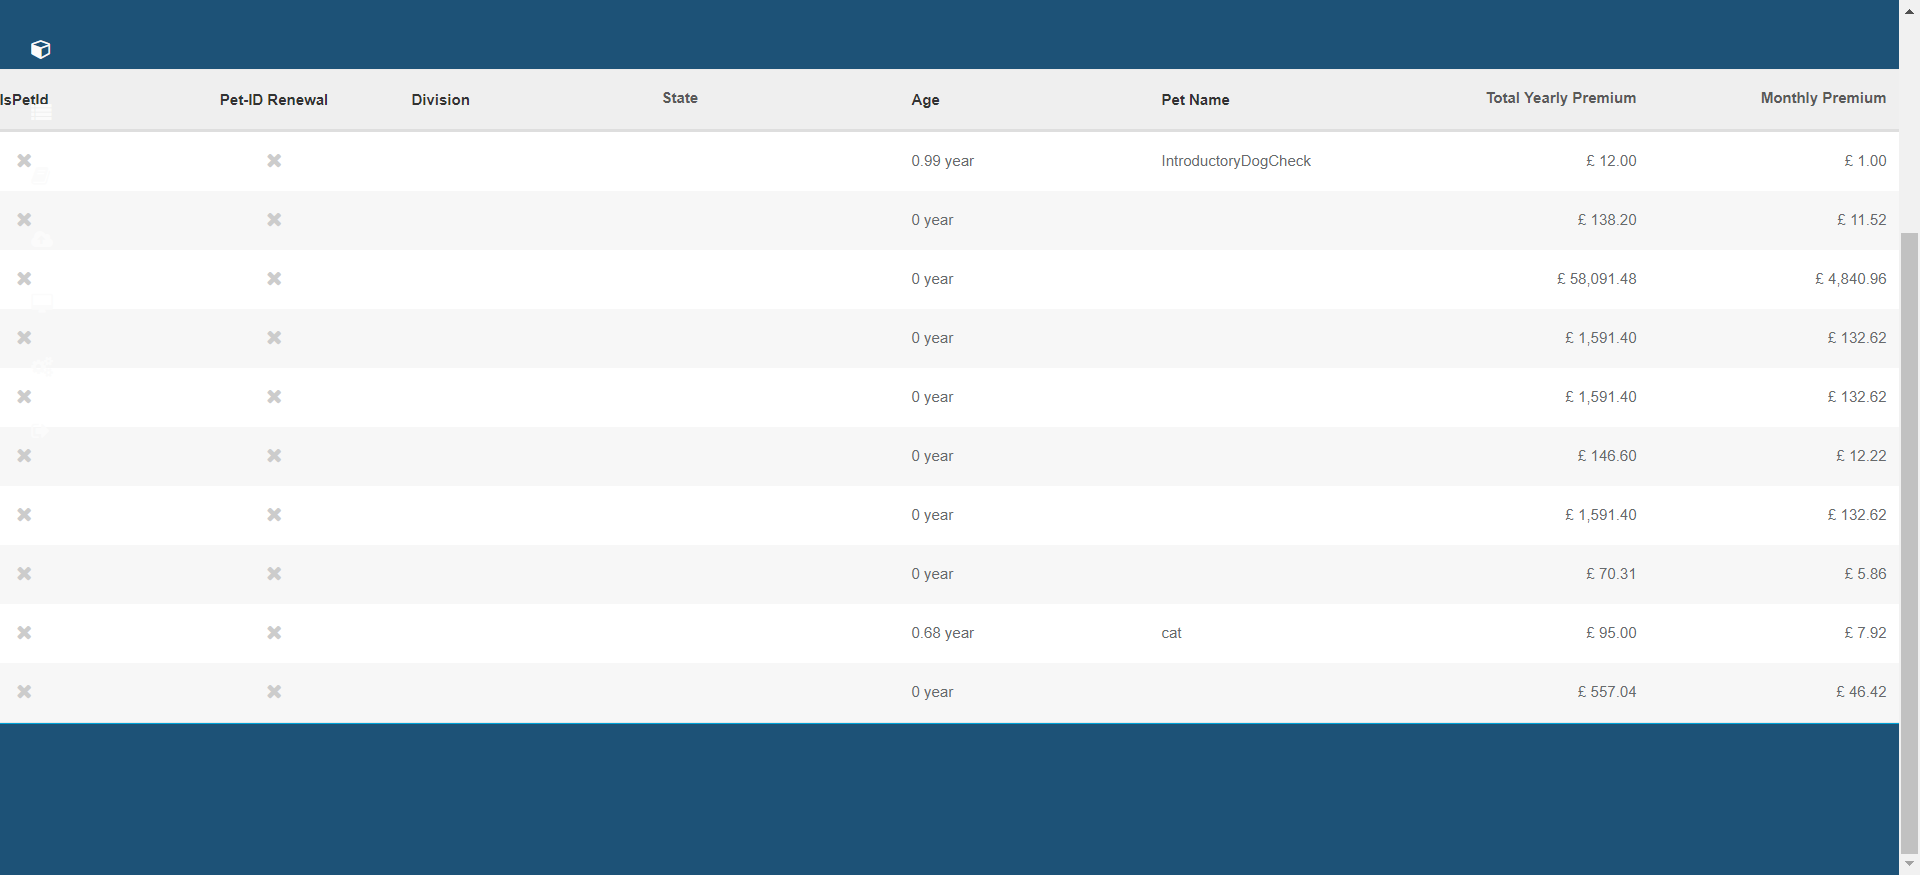 IsPetId Pet-ID Renewal Division State Age Pet Name Total Yearly Premium Monthly Premium
0.99 year IntroductoryDogCheck £ 12.00 £ 1.00
0 year £ 138.20 £ 11.52
0 year £ 58,091.48 £ 4,840.96
0 year £ 1,591.40 £ 132.62
0 year £ 1,591.40 £ 132.62
0 year £ 146.60 £ 12.22
0 year £ 1,591.40 £ 132.62
0 year £ 70.31 £ 5.86
0.68 year cat £ 95.00 £ 7.92
0 year £ 557.04 £ 46.42